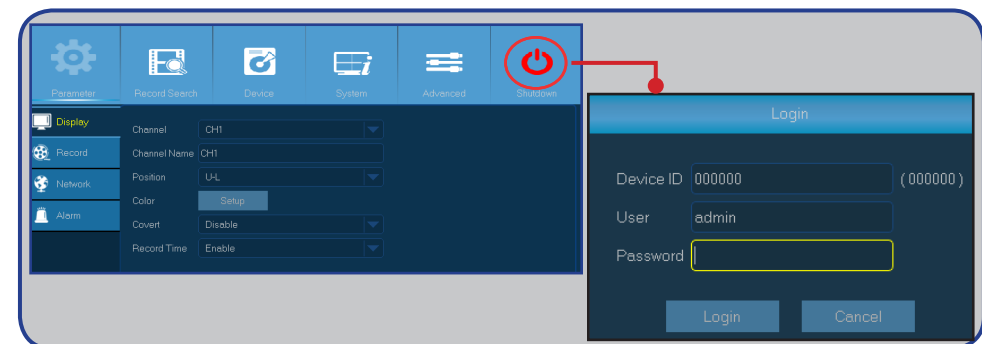 Parameter Record Search Device System Advanced Shutdown
Display
Record
Network
Alarm
Channel CH1
Channel Name CH1
Position U-L
Color Setup
Covert Disable
Record Time Enable
Login
Device ID 000000 (000000)
User admin
Password
Login Cancel